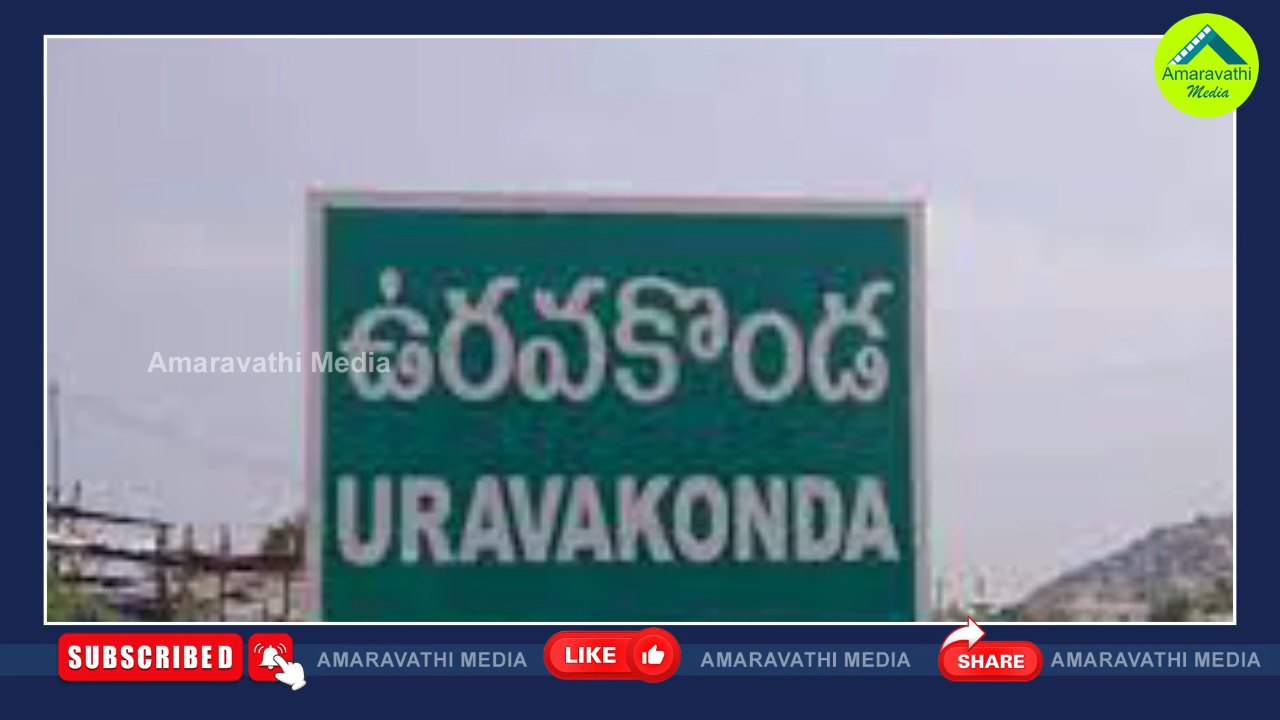 Amaravathi
Media
ఉరవకొండ
Amaravathi Media
URAVAKONDA
SUBSCRIBED
AMARAVATHI MEDIA
LIKE
AMARAVATHI MEDIA
SHARE
AMARAVATHI MEDIA